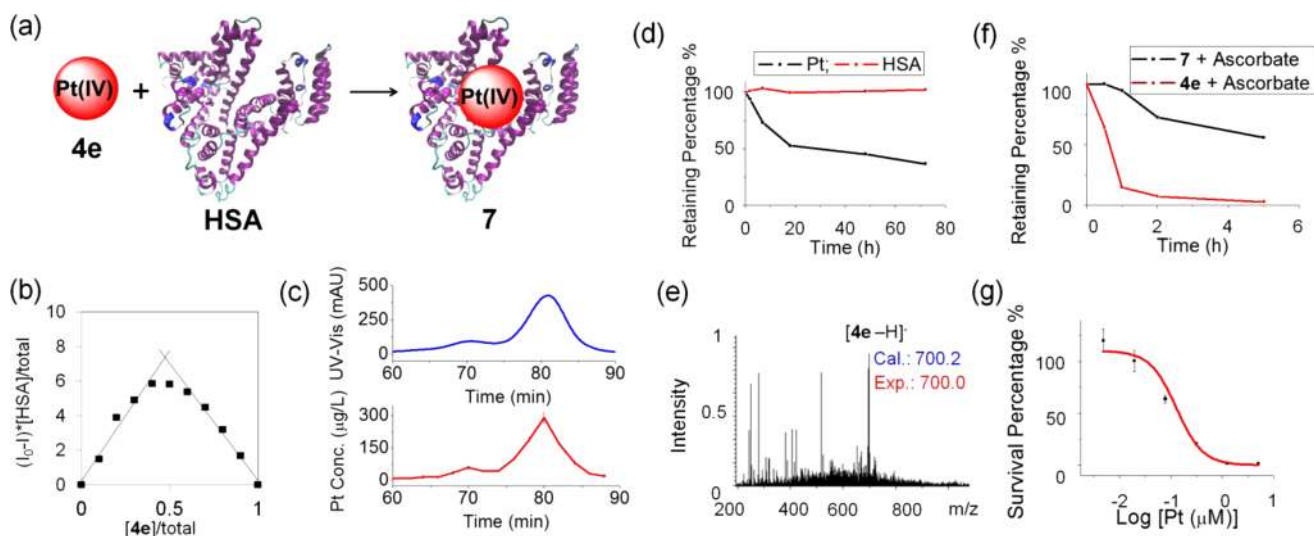 (a)
Pt(IV)
+
Pt(IV)
4e
HSA
7
(b)
10
8
6
4
2
0
(I₀-I)*[HSA]/total
0
0.5
1
[4e]/total
(c)
UV-Vis (mAU)
500
250
0
60
70
80
90
Time (min)
Pt Conc. (µg/L)
300
150
0
60
70
80
90
Time (min)
(d)
Pt;
HSA
Retaining Percentage %
100
50
0
0
20
40
60
80
Time (h)
(e)
Intensity
1
0.5
0
[4e –H]⁻
Cal.: 700.2
Exp.: 700.0
200
400
600
800
m/z
(f)
7 + Ascorbate
4e + Ascorbate
Retaining Percentage %
100
50
0
0
2
4
6
Time (h)
(g)
Survival Percentage %
100
50
0
-2
-1
0
1
Log [Pt (µM)]